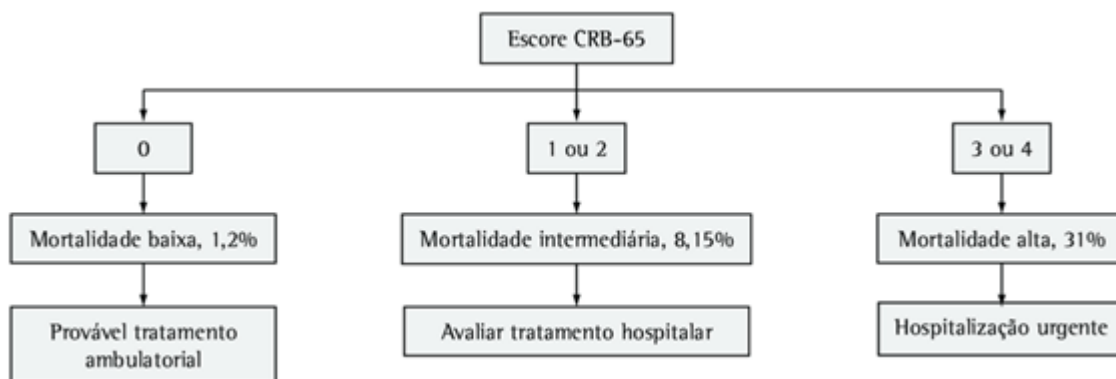 Escore CRB-65
0
1 ou 2
3 ou 4
Mortalidade baixa, 1,2%
Mortalidade intermediária, 8,15%
Mortalidade alta, 31%
Provável tratamento
ambulatorial
Avaliar tratamento hospitalar
Hospitalização urgente